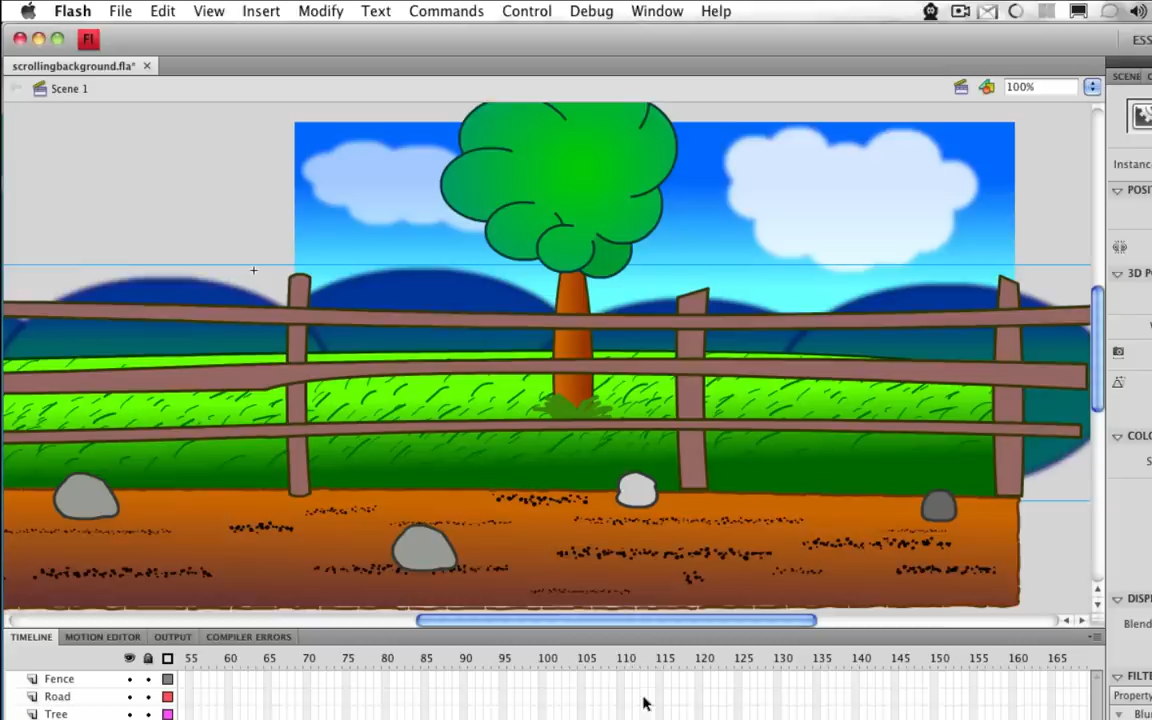 Flash File Edit View Insert Modify Text Commands Control Debug Window Help
Fl ESS
scrollingbackground.fla* ×
Scene 1 100%
SCENE
Instanc
POSIT
3D P
COLO
DISPL
Blend
FILTE
Property
Blu
TIMELINE MOTION EDITOR OUTPUT COMPILER ERRORS
55 60 65 70 75 80 85 90 95 100 105 110 115 120 125 130 135 140 145 150 155 160 165
Fence
Road
Tree